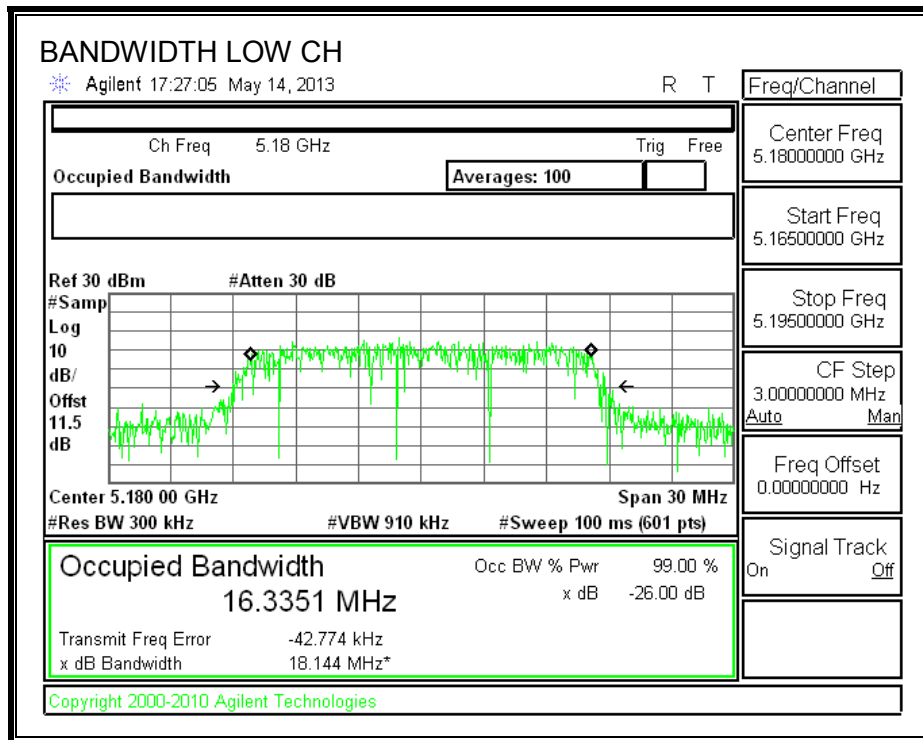 BANDWIDTH LOW CH
Agilent 17:27:05 May 14, 2013 R T
Freq/Channel
Ch Freq 5.18 GHz Trig Free
Occupied Bandwidth Averages: 100
Center Freq
5.18000000 GHz
Start Freq
5.16500000 GHz
Stop Freq
5.19500000 GHz
CF Step
3.00000000 MHz
Auto Man
Freq Offset
0.00000000 Hz
Signal Track
On Off
Ref 30 dBm #Atten 30 dB
#Samp
Log
10
dB/
Offst
11.5
dB
Center 5.180 00 GHz Span 30 MHz
#Res BW 300 kHz #VBW 910 kHz #Sweep 100 ms (601 pts)
Occupied Bandwidth Occ BW % Pwr 99.00 %
16.3351 MHz x dB -26.00 dB
Transmit Freq Error -42.774 kHz
x dB Bandwidth 18.144 MHz*
Copyright 2000-2010 Agilent Technologies